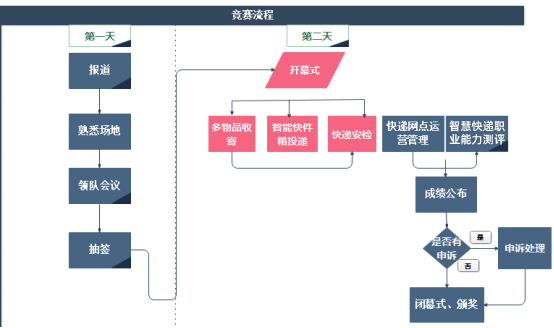 竞赛流程
第一天
第二天
报道
熟悉场地
领队会议
抽签
开幕式
多物品收
寄
智能快件
箱投递
快递安检
快递网点运
营管理
智慧快递职
业能力测评
成绩公布
是否有
申诉
是
否
申诉处理
闭幕式、颁奖